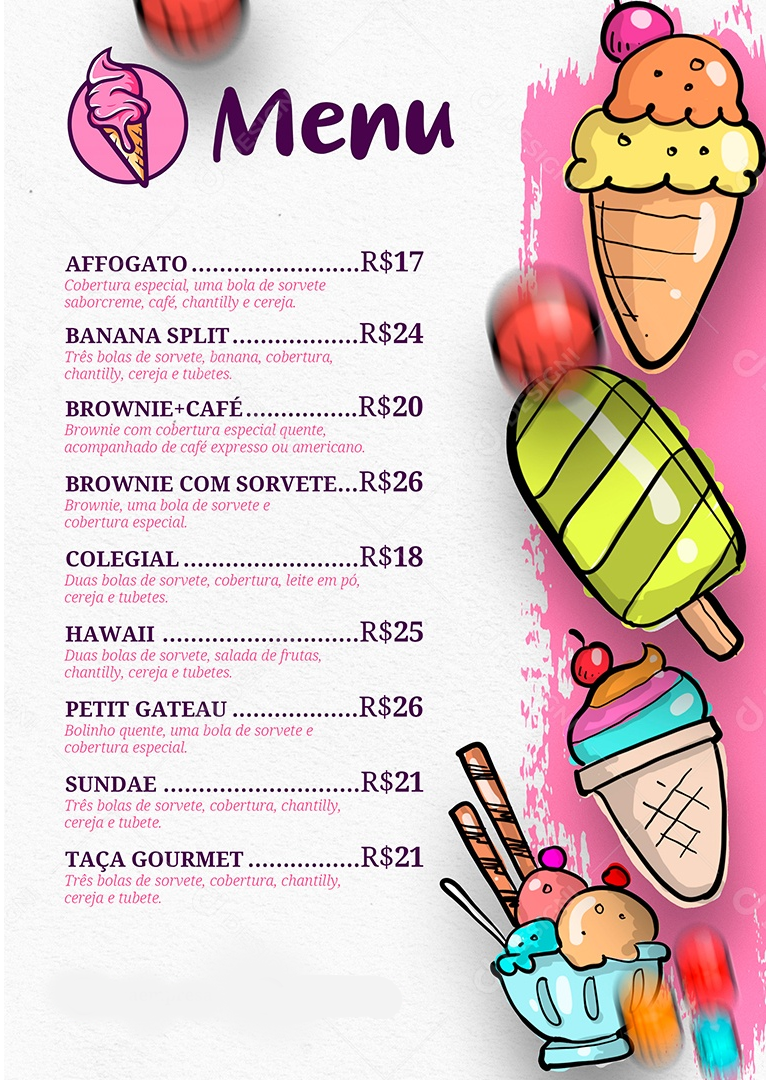 Menu
AFFOGATO........................R$17
Cobertura especial, uma bola de sorvete
saborcreme, café, chantilly e cereja.
BANANA SPLIT..................R$24
Três bolas de sorvete, banana, cobertura,
chantilly, cereja e tubetes.
BROWNIE+CAFÉ................R$20
Brownie com cobertura especial quente,
acompanhado de café expresso ou americano.
BROWNIE COM SORVETE...R$26
Brownie, uma bola de sorvete e
cobertura especial.
COLEGIAL.........................R$18
Duas bolas de sorvete, cobertura, leite em pó,
cereja e tubetes.
HAWAII ............................R$25
Duas bolas de sorvete, salada de frutas,
chantilly, cereja e tubetes.
PETIT GATEAU ..................R$26
Bolinho quente, uma bola de sorvete e
cobertura especial.
SUNDAE ............................R$21
Três bolas de sorvete, cobertura, chantilly,
cereja e tubete.
TAÇA GOURMET................R$21
Três bolas de sorvete, cobertura, chantilly,
cereja e tubete.